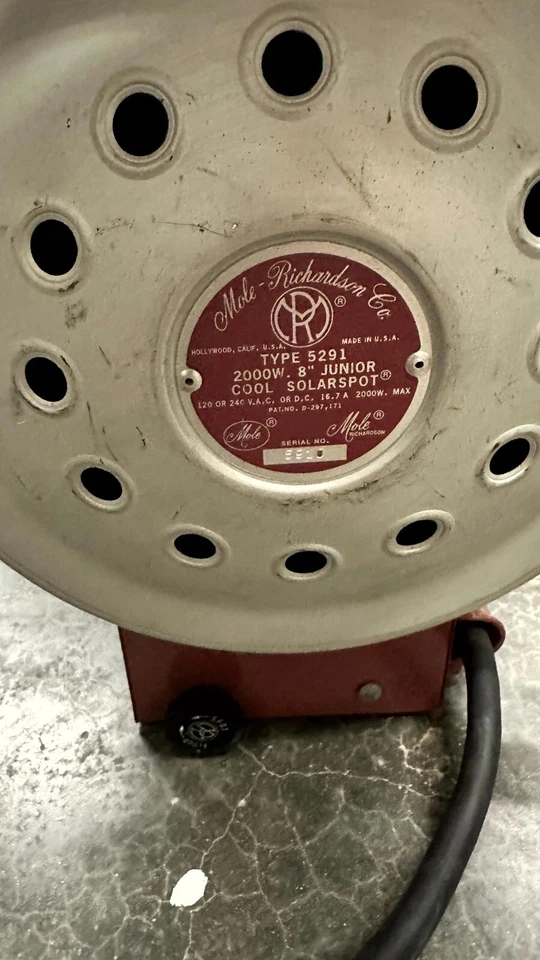 Mole-Richardson Co.
MR ®
HOLLYWOOD, CALIF. U.S.A. MADE IN U.S.A.
TYPE 5291
2000W. 8" JUNIOR
COOL SOLARSPOT®
120 OR 240 V.A.C. OR D.C. 16.7 A 2000W. MAX
PAT. NO. D-297,171
Mole ® Mole ® RICHARDSON
SERIAL NO.